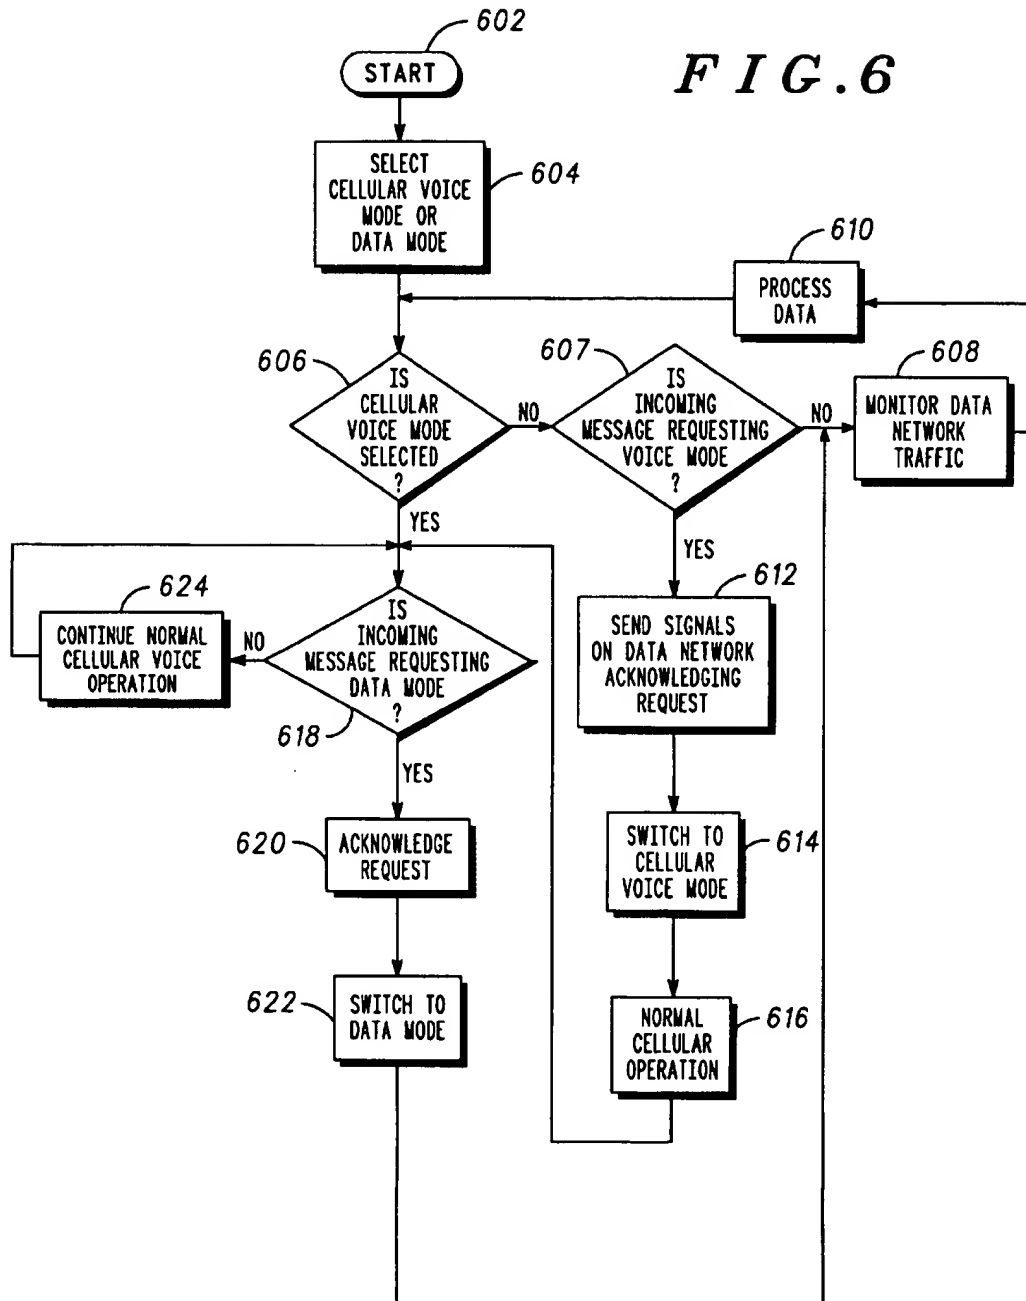 602
START
FIG.6
SELECT
CELLULAR VOICE
MODE OR
DATA MODE
604
610
PROCESS
DATA
606
IS
CELLULAR
VOICE MODE
SELECTED
?
NO
607
IS
INCOMING
MESSAGE REQUESTING
VOICE MODE
?
NO
608
MONITOR DATA
NETWORK
TRAFFIC
YES
YES
624
CONTINUE NORMAL
CELLULAR VOICE
OPERATION
NO
IS
INCOMING
MESSAGE REQUESTING
DATA MODE
?
618
612
SEND SIGNALS
ON DATA NETWORK
ACKNOWLEDGING
REQUEST
YES
620
ACKNOWLEDGE
REQUEST
SWITCH TO
CELLULAR
VOICE MODE
614
622
SWITCH TO
DATA MODE
NORMAL
CELLULAR
OPERATION
616